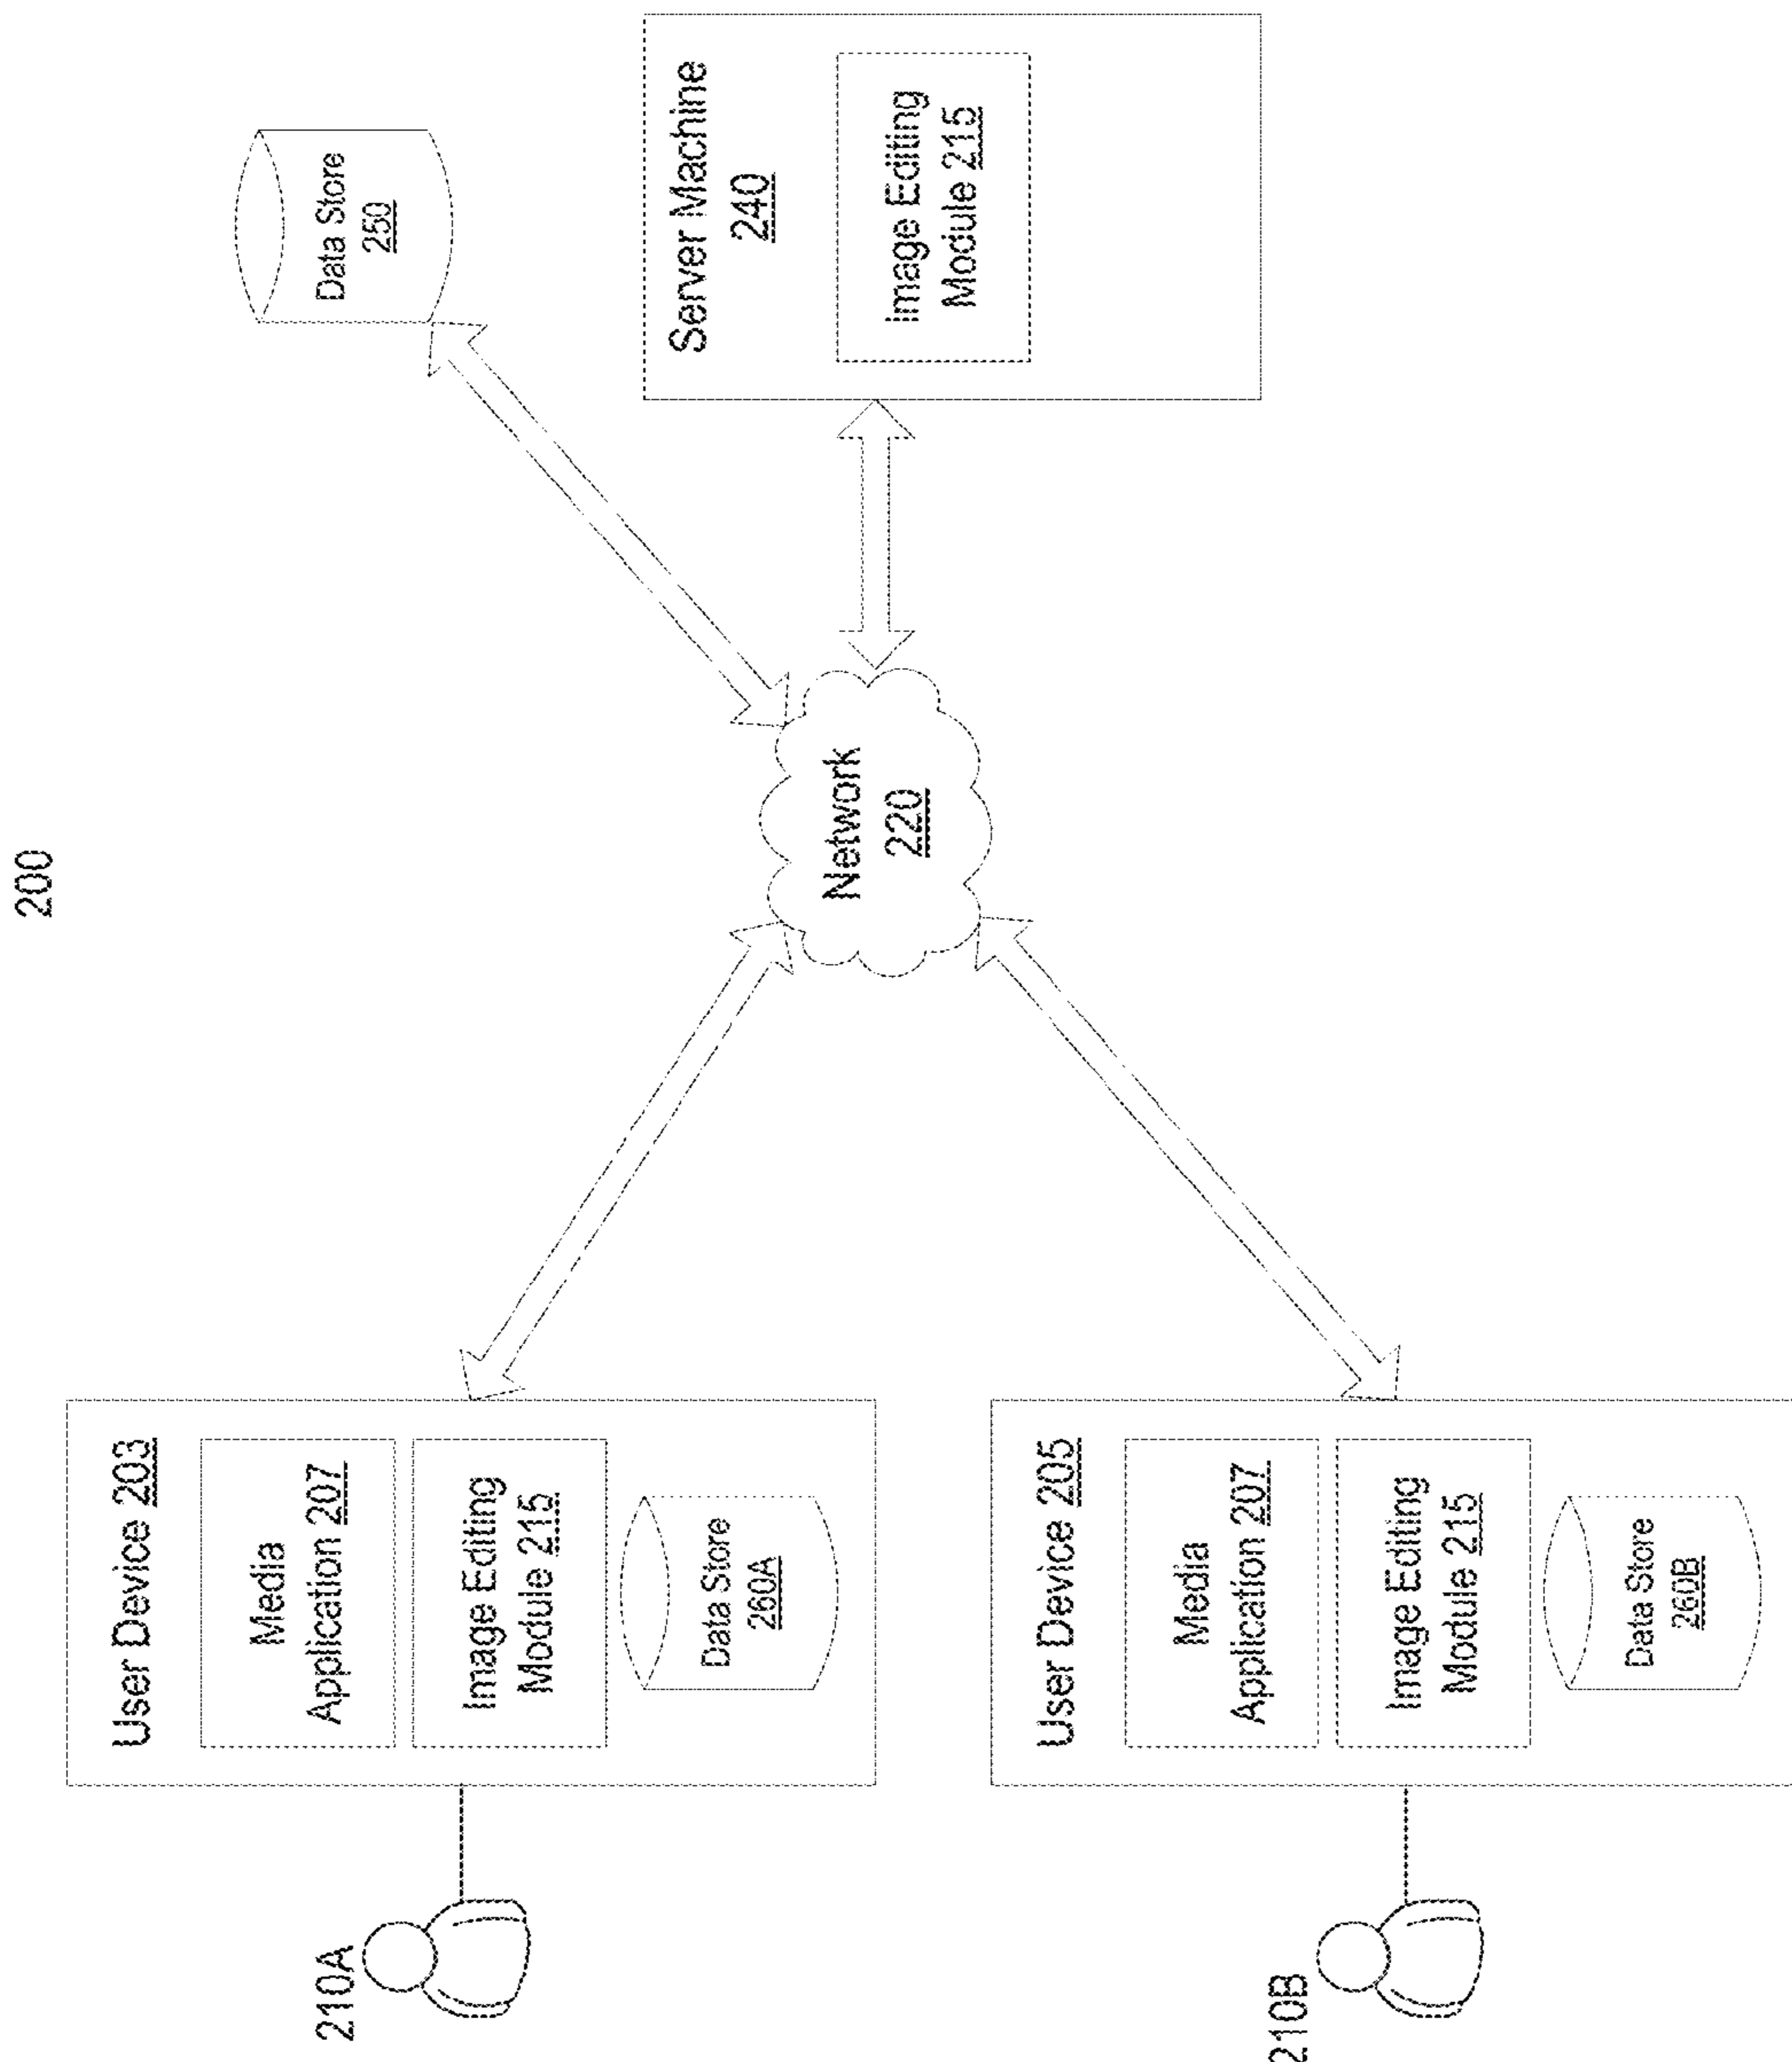 200
210A
User Device 203
Media
Application 207
Image Editing
Module 215
Data Store
260A
210B
User Device 205
Media
Application 207
Image Editing
Module 215
Data Store
260B
Network
220
Data Store
250
Server Machine
240
Image Editing
Module 215